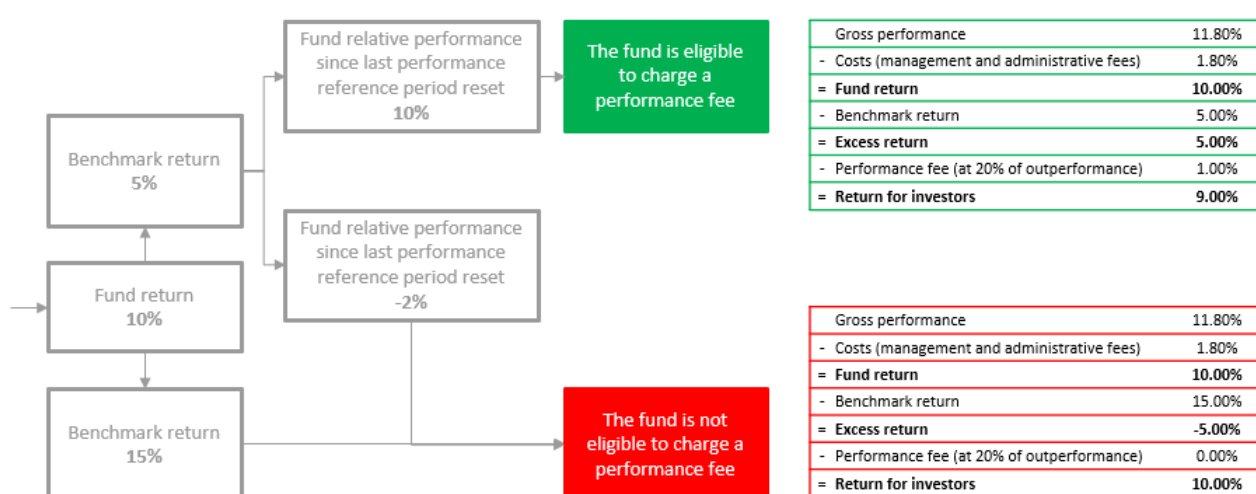 Fund relative performance
since last performance
reference period reset
10%
The fund is eligible
to charge a
performance fee
Benchmark return
5%
Fund relative performance
since last performance
reference period reset
-2%
Fund return
10%
Benchmark return
15%
The fund is not
eligible to charge a
performance fee
Gross performance 11.80%
- Costs (management and administrative fees) 1.80%
= Fund return 10.00%
- Benchmark return 5.00%
= Excess return 5.00%
- Performance fee (at 20% of outperformance) 1.00%
= Return for investors 9.00%
Gross performance 11.80%
- Costs (management and administrative fees) 1.80%
= Fund return 10.00%
- Benchmark return 15.00%
= Excess return -5.00%
- Performance fee (at 20% of outperformance) 0.00%
= Return for investors 10.00%